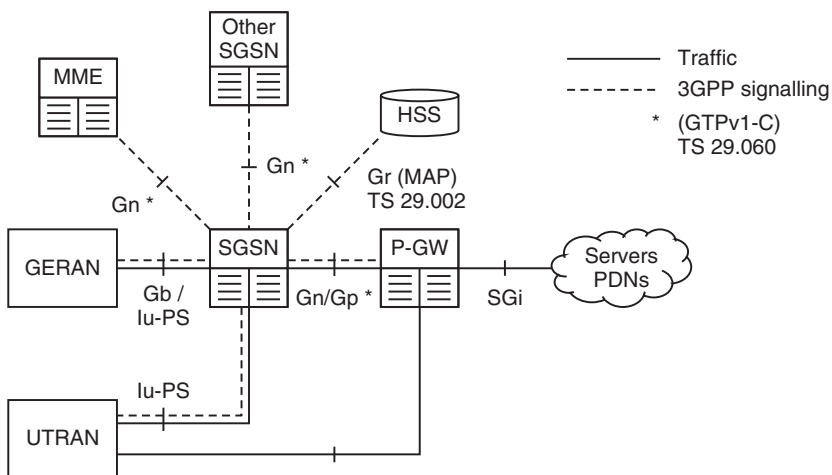 Other
SGSN
MME
HSS
Traffic
3GPP signalling
* (GTPv1-C)
TS 29.060
Gn *
Gn *
Gr (MAP)
TS 29.002
GERAN
SGSN
P-GW
Servers
PDNs
Gb /
Iu-PS
Gn/Gp *
SGi
Iu-PS
UTRAN